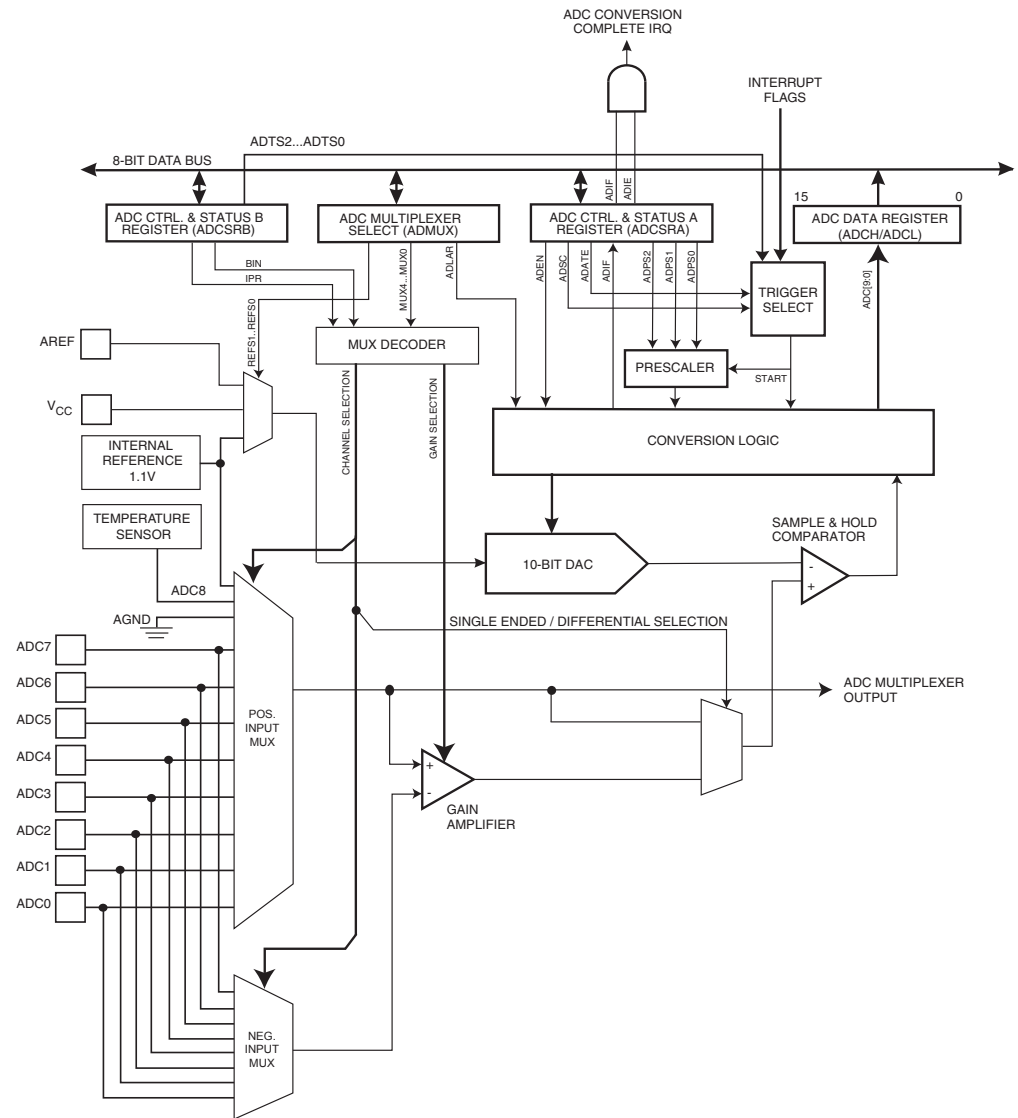 ADC CONVERSION
COMPLETE IRQ
INTERRUPT
FLAGS
ADTS2...ADTS0
8-BIT DATA BUS
ADIF
ADIE
15
0
ADC CTRL. & STATUS B
REGISTER (ADCSRB)
ADC MULTIPLEXER
SELECT (ADMUX)
ADC CTRL. & STATUS A
REGISTER (ADCSRA)
ADC DATA REGISTER
(ADCH/ADCL)
BIN
IPR
REFS1..REFS0
MUX4...MUX0
ADLAR
ADEN
ADSC
ADATE
ADIF
ADPS2
ADPS1
ADPS0
ADC[9:0]
TRIGGER
SELECT
MUX DECODER
AREF
PRESCALER
START
VCC
CHANNEL SELECTION
GAIN SELECTION
CONVERSION LOGIC
INTERNAL
REFERENCE
1.1V
TEMPERATURE
SENSOR
SAMPLE & HOLD
COMPARATOR
10-BIT DAC
-
+
ADC8
AGND
SINGLE ENDED / DIFFERENTIAL SELECTION
ADC7
ADC6
ADC5
ADC4
ADC3
ADC2
ADC1
ADC0
POS.
INPUT
MUX
ADC MULTIPLEXER
OUTPUT
+
-
GAIN
AMPLIFIER
NEG.
INPUT
MUX